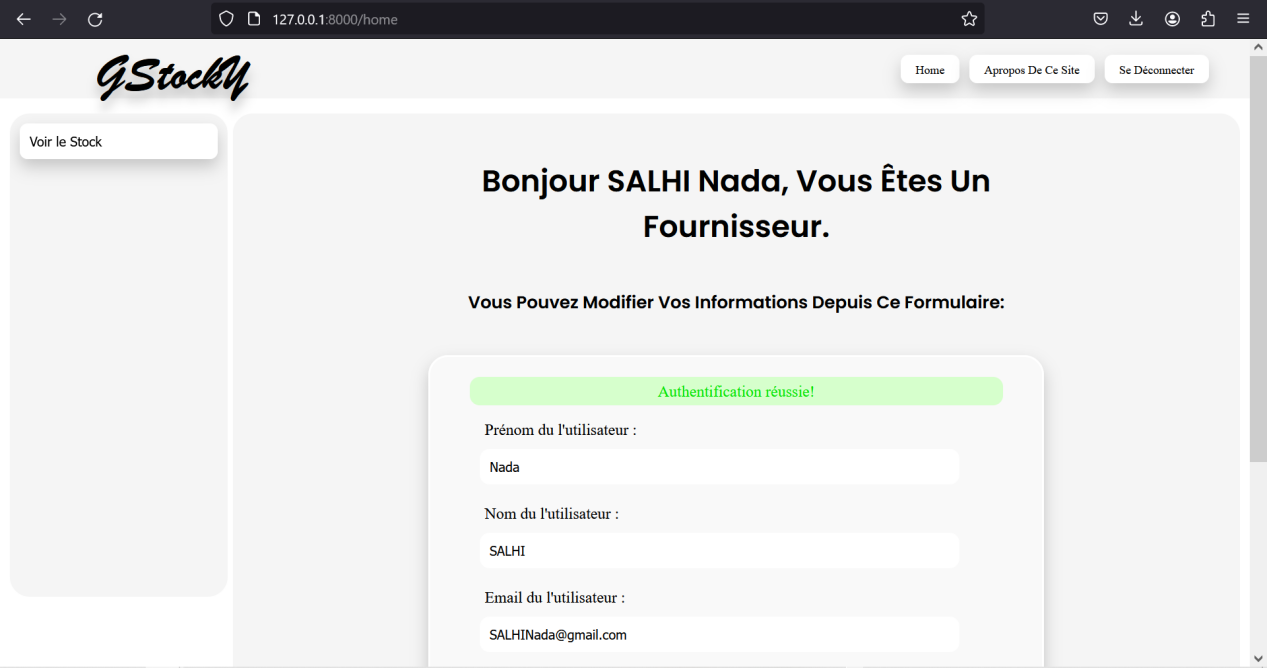 127.0.0.1:8000/home
GStockY
Home
Apropos De Ce Site
Se Déconnecter
Voir le Stock
Bonjour SALHI Nada, Vous Êtes Un
Fournisseur.
Vous Pouvez Modifier Vos Informations Depuis Ce Formulaire:
Authentification réussie!
Prénom du l'utilisateur :
Nada
Nom du l'utilisateur :
SALHI
Email du l'utilisateur :
SALHINada@gmail.com